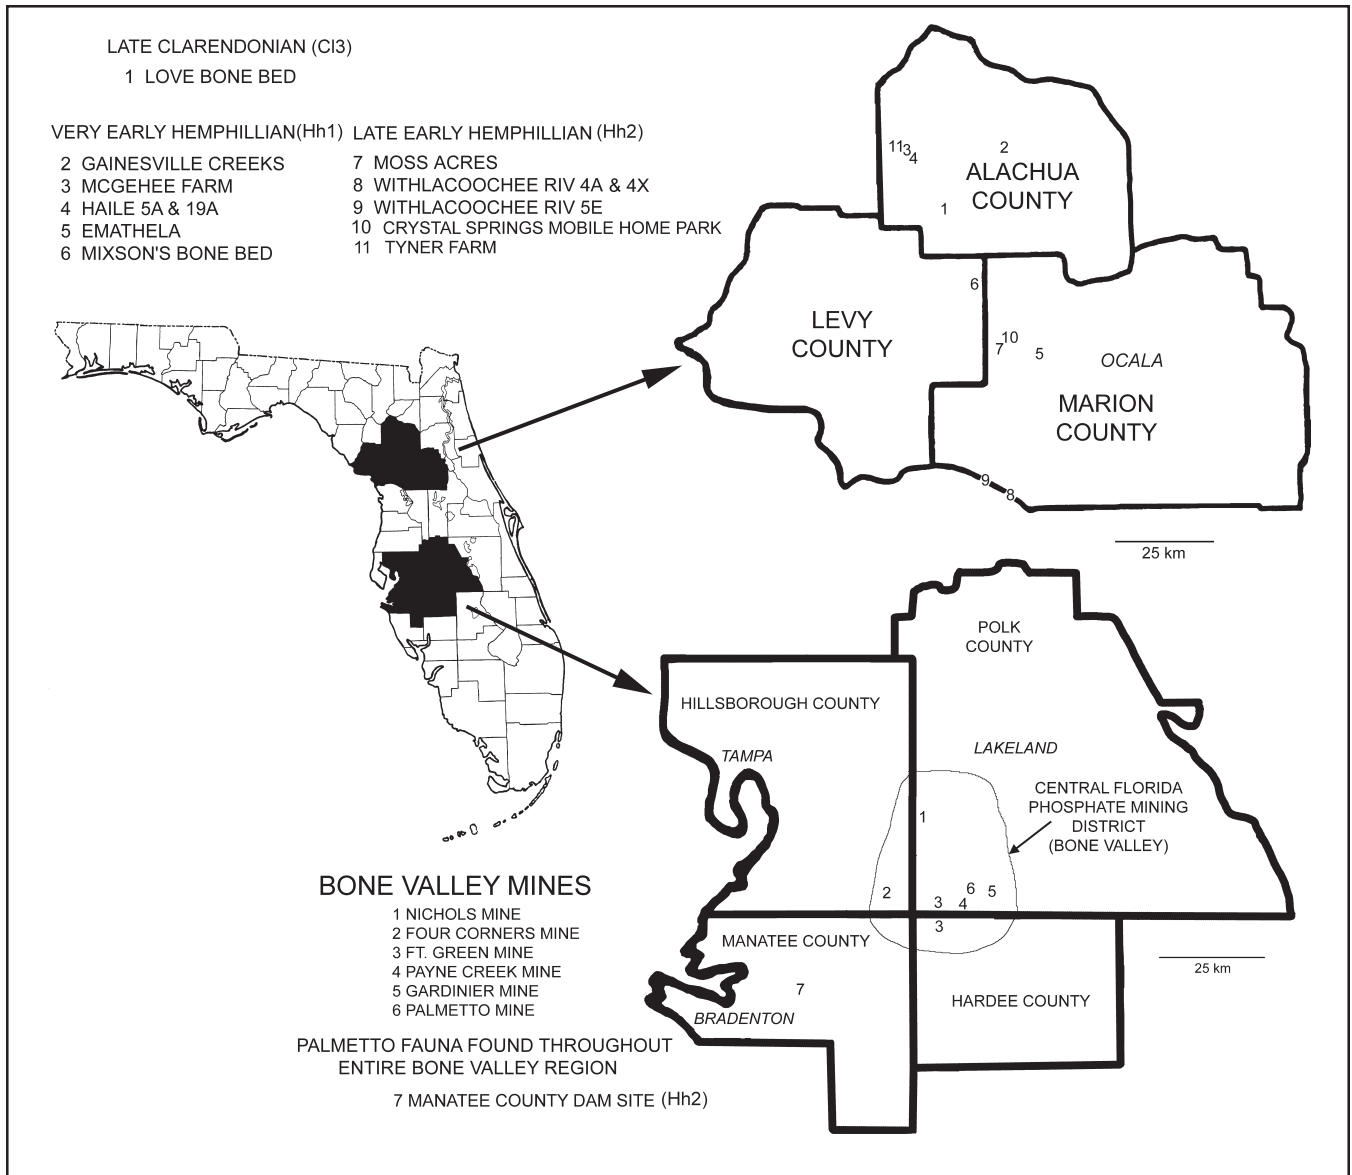 LATE CLARENDONIAN (Cl3)
1 LOVE BONE BED
VERY EARLY HEMPHILLIAN(Hh1)
2 GAINESVILLE CREEKS
3 MCGEHEE FARM
4 HAILE 5A & 19A
5 EMATHELA
6 MIXSON'S BONE BED
LATE EARLY HEMPHILLIAN (Hh2)
7 MOSS ACRES
8 WITHLACOOCHEE RIV 4A & 4X
9 WITHLACOOCHEE RIV 5E
10 CRYSTAL SPRINGS MOBILE HOME PARK
11 TYNER FARM
11
3
4
2
ALACHUA
COUNTY
1
6
LEVY
COUNTY
10
7
5
OCALA
MARION
COUNTY
9
8
25 km
POLK
COUNTY
HILLSBOROUGH COUNTY
TAMPA
LAKELAND
CENTRAL FLORIDA
PHOSPHATE MINING
DISTRICT
(BONE VALLEY)
1
2
3
4
6
5
3
MANATEE COUNTY
7
BRADENTON
HARDEE COUNTY
25 km
BONE VALLEY MINES
1 NICHOLS MINE
2 FOUR CORNERS MINE
3 FT. GREEN MINE
4 PAYNE CREEK MINE
5 GARDINIER MINE
6 PALMETTO MINE
PALMETTO FAUNA FOUND THROUGHOUT
ENTIRE BONE VALLEY REGION
7 MANATEE COUNTY DAM SITE (Hh2)